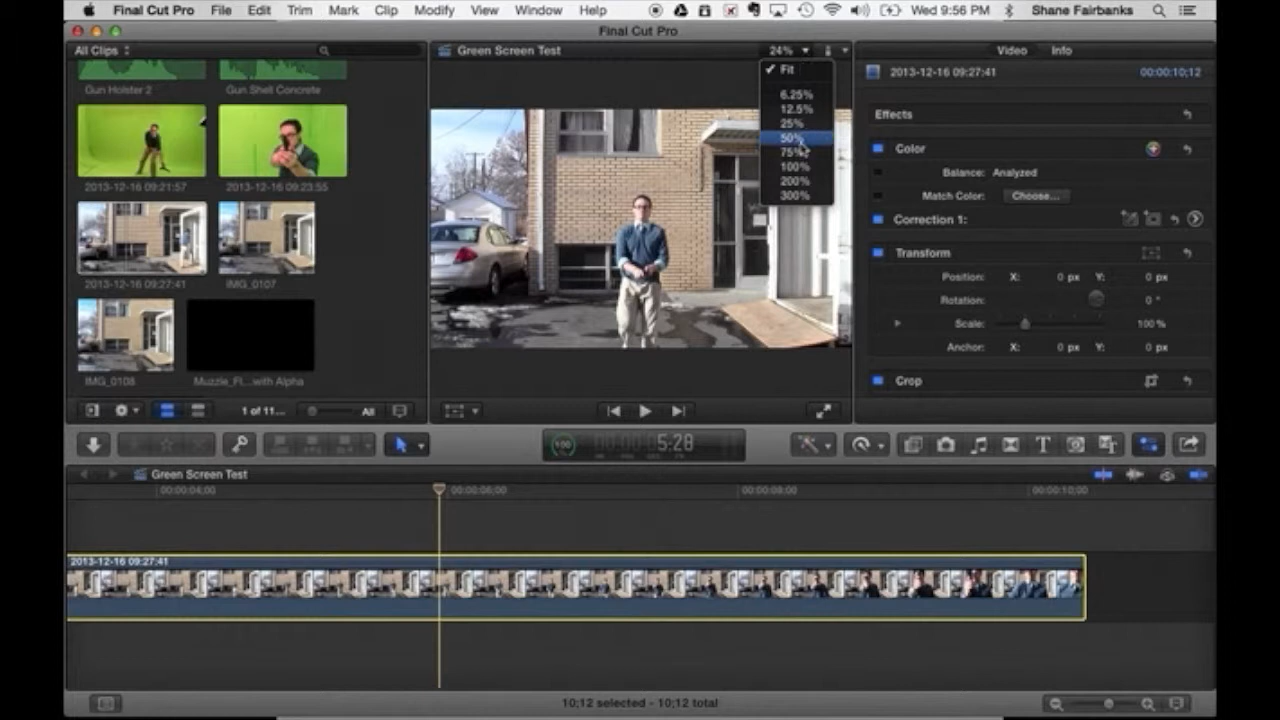 Final Cut Pro File Edit Trim Mark Clip Modify View Window Help Wed 9:56 PM Shane Fairbanks
Final Cut Pro
All Clips
Gun Holster 2 Gun Shell Concrete
2013-12-16 09:21:57 2013-12-16 09:23:55
2013-12-16 09:27:41 IMG_0107
IMG_0108 Muzzle_Fl...with Alpha
1 of 11... All
Green Screen Test 24%
Fit
6.25%
12.5%
25%
50%
75%
100%
200%
300%
Video Info
2013-12-16 09:27:41 00:00:10;12
Effects
Color
Balance: Analyzed
Match Color: Choose...
Correction 1:
Transform
Position: X: 0 px Y: 0 px
Rotation: 0 °
Scale: 100 %
Anchor: X: 0 px Y: 0 px
Crop
100 5:28
Green Screen Test
00:00:04;00 00:00:06;00 00:00:08;00 00:00:10;00
2013-12-16 09:27:41
10;12 selected - 10;12 total